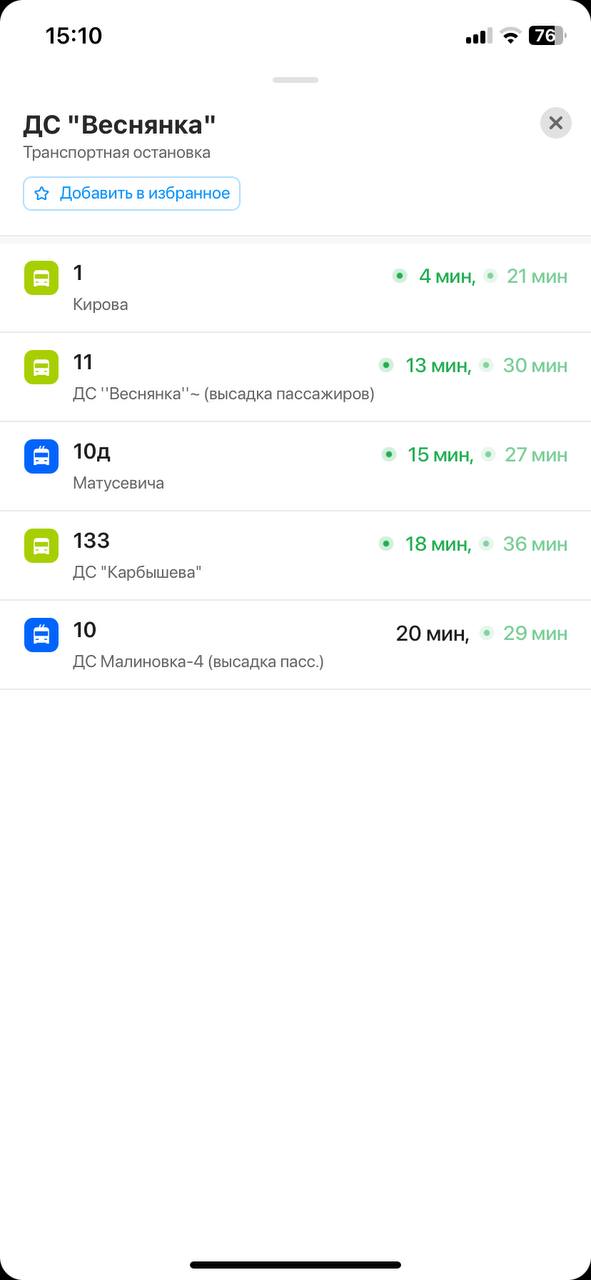 15:10
76
ДС "Веснянка"
Транспортная остановка
Добавить в избранное
1
4 мин, 21 мин
Кирова
11
13 мин, 30 мин
ДС ''Веснянка''~ (высадка пассажиров)
10д
15 мин, 27 мин
Матусевича
133
18 мин, 36 мин
ДС "Карбышева"
10
20 мин, 29 мин
ДС Малиновка-4 (высадка пасс.)